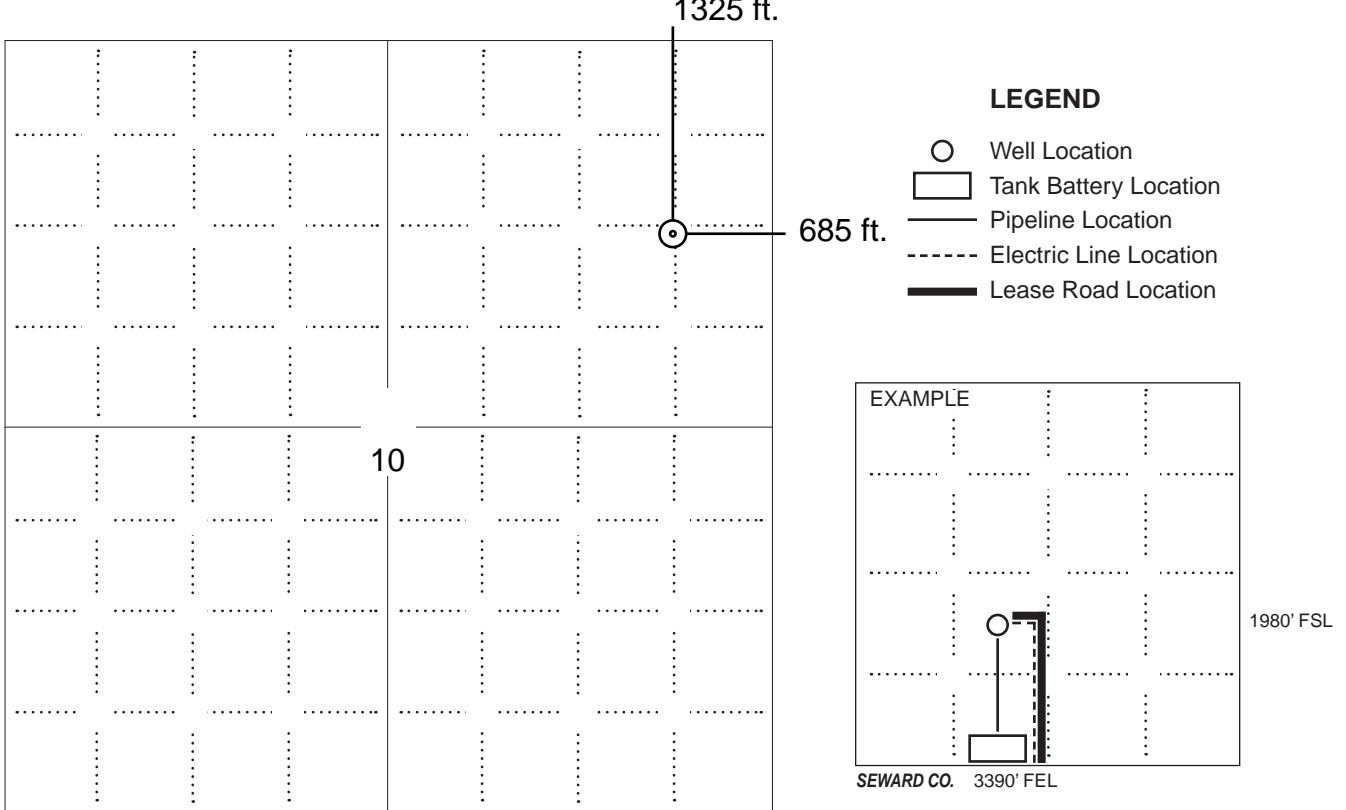 1325 ft.
685 ft.
10
LEGEND
Well Location
Tank Battery Location
Pipeline Location
Electric Line Location
Lease Road Location
EXAMPLE
1980' FSL
SEWARD CO. 3390' FEL